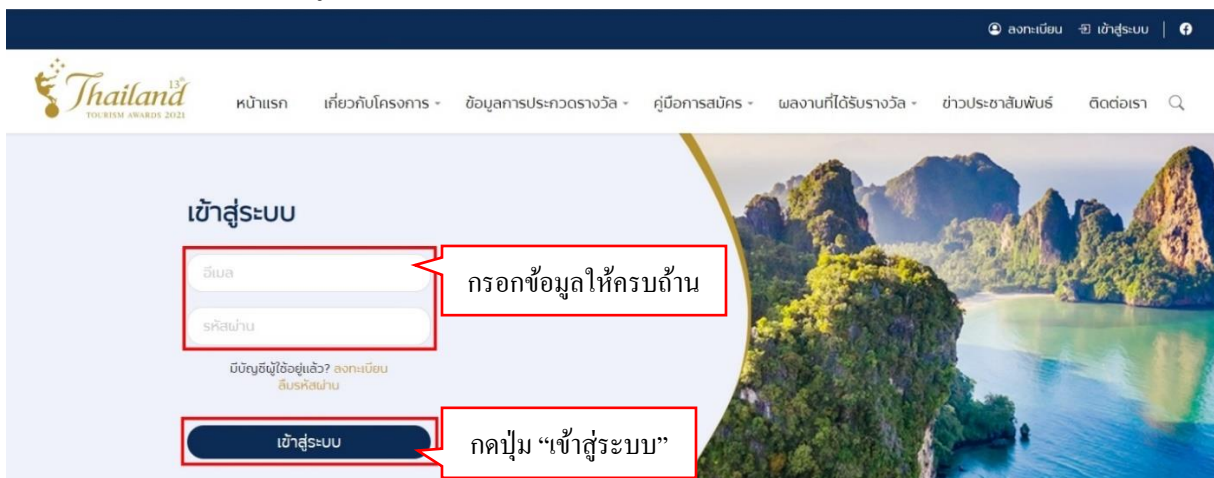 ลงทะเบียน เข้าสู่ระบบ
Thailand 13th
TOURISM AWARDS 2021
หน้าแรก เกี่ยวกับโครงการ ข้อมูลการประกวดรางวัล คู่มือการสมัคร ผลงานที่ได้รับรางวัล ข่าวประชาสัมพันธ์ ติดต่อเรา
เข้าสู่ระบบ
อีเมล
กรอกข้อมูลให้ครบถ้วน
รหัสผ่าน
มีบัญชีผู้ใช้อยู่แล้ว? ลงทะเบียน
ลืมรหัสผ่าน
เข้าสู่ระบบ
กดปุ่ม “เข้าสู่ระบบ”